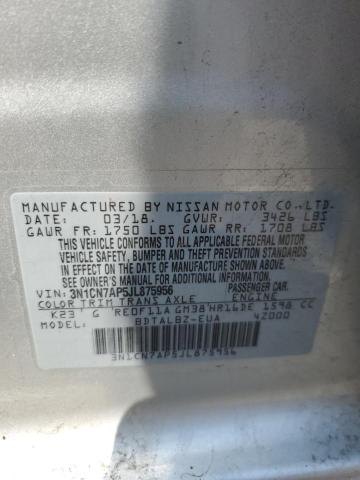 MANUFACTURED BY NISSAN MOTOR CO.,LTD.
DATE: 03/18. GVWR: 3426 LBS
GAWR FR: 1750 LBS GAWR RR: 1708 LBS
THIS VEHICLE CONFORMS TO ALL APPLICABLE FEDERAL MOTOR
VEHICLE SAFETY, BUMPER AND THEFT PREVENTION
STANDARDS IN EFFECT ON THE DATE OF
MANUFACTURE SHOWN ABOVE. SEE
OWNER'S MANUAL FOR
ADDITIONAL INFORMATION.
VIN: 3N1CN7AP5JL875956 PASSENGER CAR.
COLOR TRIM TRANS AXLE ENGINE
K23 G RE0F11A GM38 HR16DE 1598 CC
MODEL: BDTALBZ-EUA 42000
3N1CN7AP5JL875956